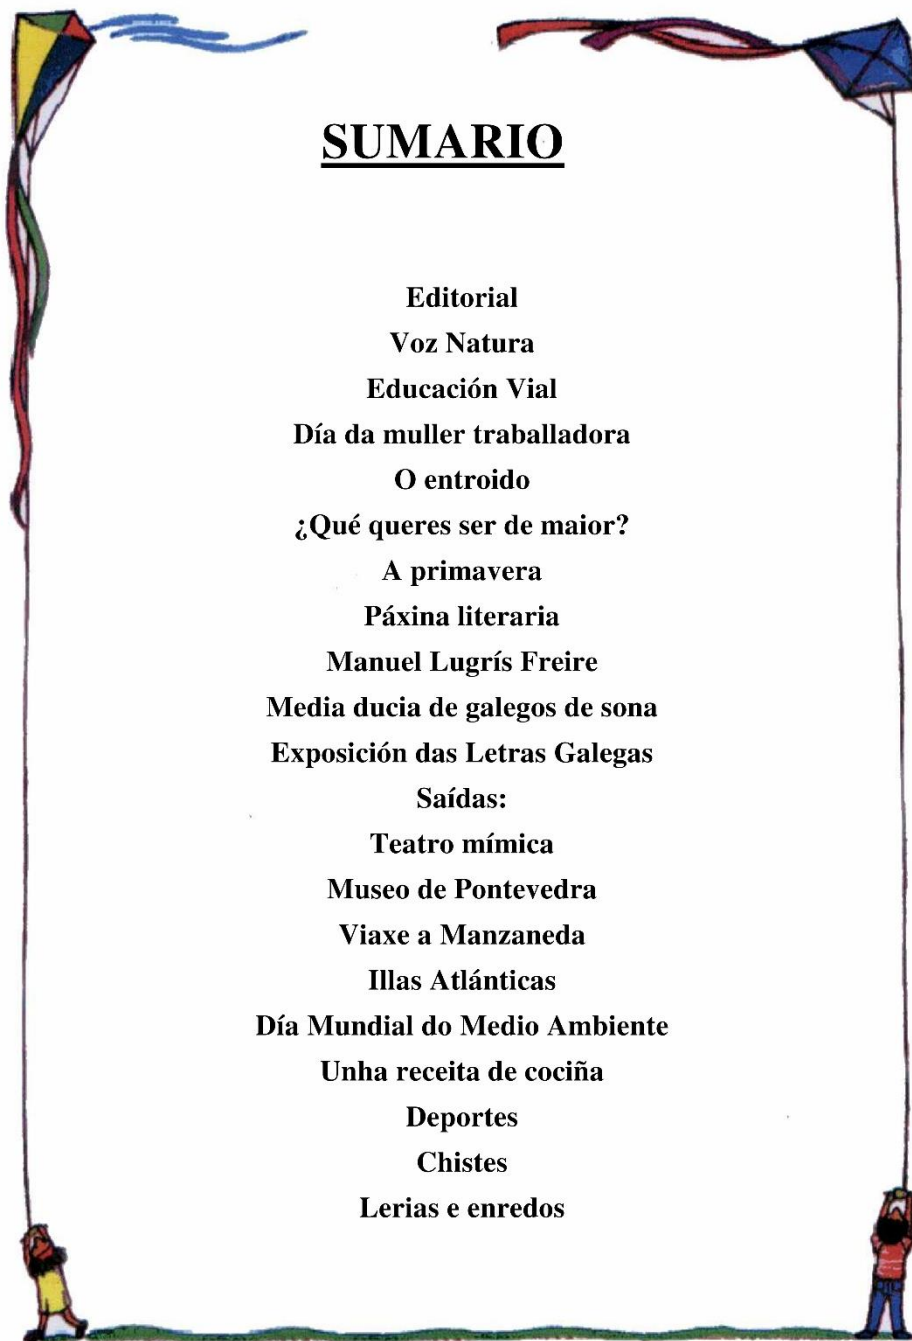 SUMARIO
Editorial
Voz Natura
Educación Vial
Día da muller traballadora
O entroido
¿Qué queres ser de maior?
A primavera
Páxina literaria
Manuel Lugrís Freire
Media ducia de galegos de sona
Exposición das Letras Galegas
Saídas:
Teatro mímica
Museo de Pontevedra
Viaxe a Manzaneda
Illas Atlánticas
Día Mundial do Medio Ambiente
Unha receita de cociña
Deportes
Chistes
Lerias e enredos